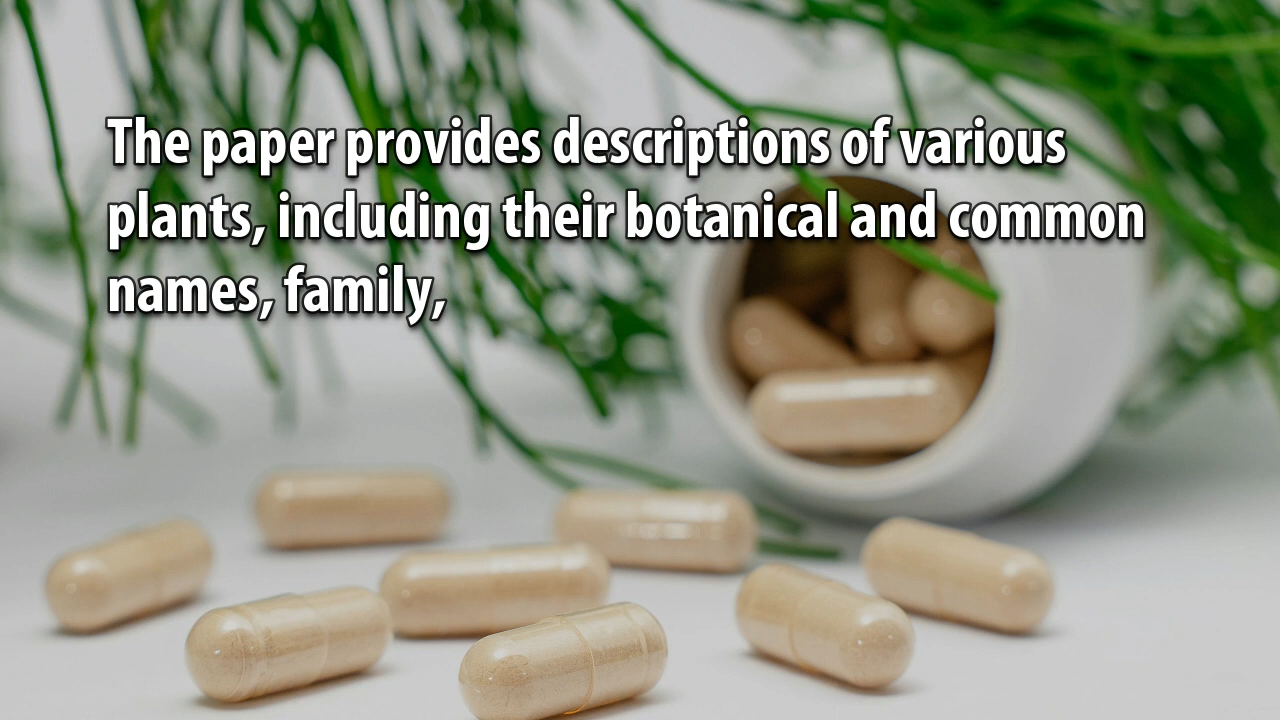 The paper provides descriptions of various
plants, including their botanical and common
names, family,